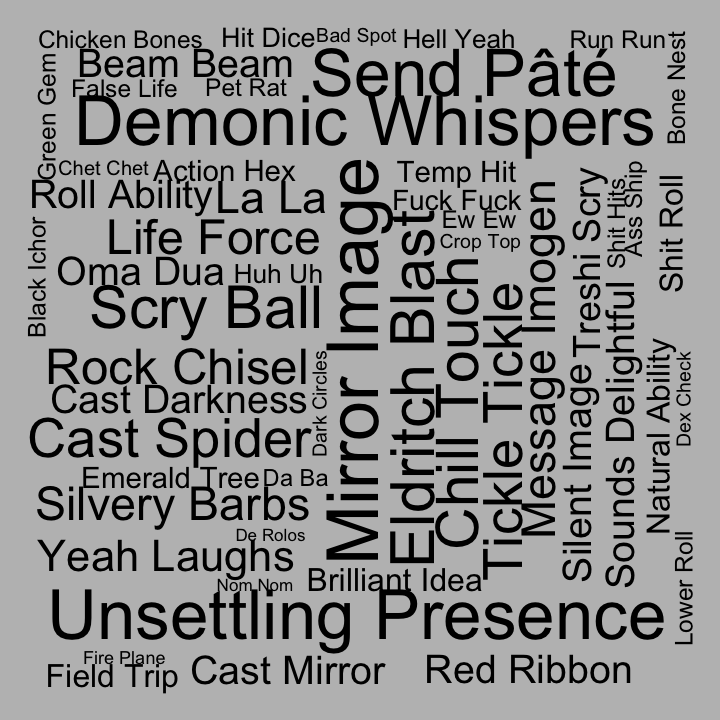 Chicken Bones
Hit Dice
Bad Spot
Hell Yeah
Run Run
Beam Beam
Send Pâté
Green Gem
False Life
Pet Rat
Bone Nest
Demonic Whispers
Chet Chet
Action Hex
Temp Hit
Roll Ability
La La
Fuck Fuck
Ew Ew
Crop Top
Life Force
Black Ichor
Oma Dua
Huh Uh
Scry Ball
Mirror Image
Eldritch Blast
Chill Touch
Tickle Tickle
Message Imogen
Treshi Scry
Silent Image
Shit Hits
Ass Ship
Shit Roll
Sounds Delightful
Natural Ability
Dex Check
Rock Chisel
Dark Circles
Cast Darkness
Cast Spider
Emerald Tree
Da Ba
Silvery Barbs
De Rolos
Yeah Laughs
Nom Nom
Brilliant Idea
Lower Roll
Unsettling Presence
Fire Plane
Field Trip
Cast Mirror
Red Ribbon